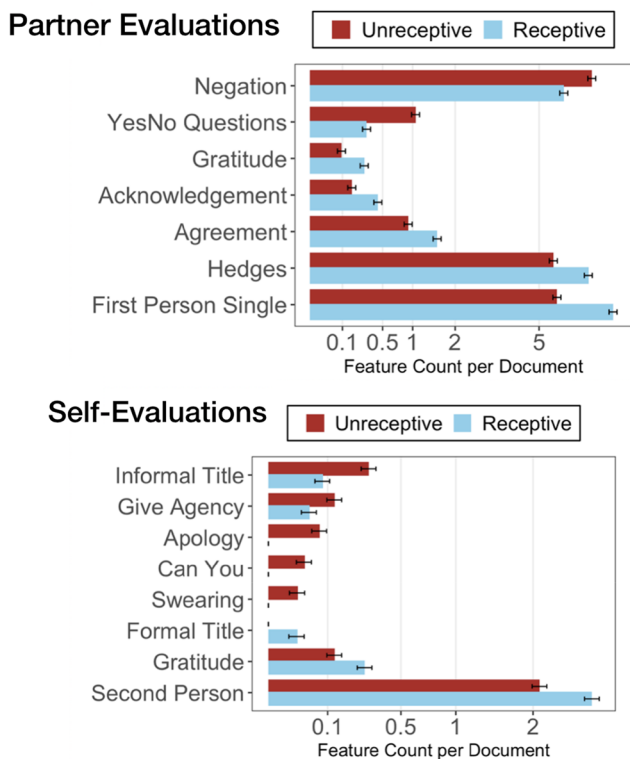 Partner Evaluations
Unreceptive Receptive
Negation
YesNo Questions
Gratitude
Acknowledgement
Agreement
Hedges
First Person Single
0.1 0.5 1 2 5
Feature Count per Document
Self-Evaluations
Unreceptive Receptive
Informal Title
Give Agency
Apology
Can You
Swearing
Formal Title
Gratitude
Second Person
0.1 0.5 1 2
Feature Count per Document